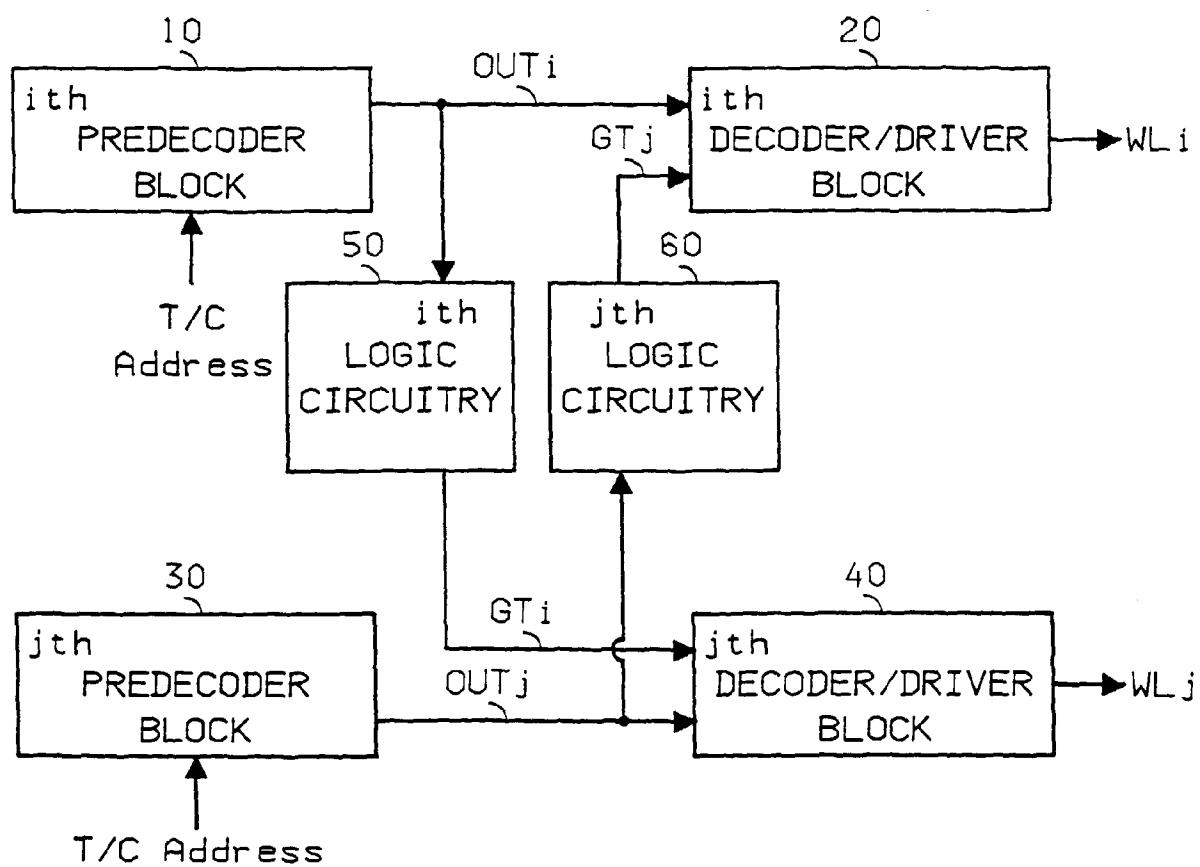 10
OUTi
20
ith
PREDECODER
BLOCK
GTj
ith
DECODER/DRIVER
BLOCK
WLi
T/C
Address
50
ith
LOGIC
CIRCUITRY
60
jth
LOGIC
CIRCUITRY
30
jth
PREDECODER
BLOCK
GTi
OUTj
40
jth
DECODER/DRIVER
BLOCK
WLj
T/C Address